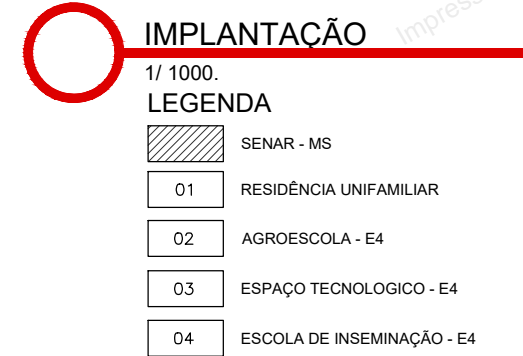 IMPLANTAÇÃO
1/ 1000.
LEGENDA
SENAR - MS
01 RESIDÊNCIA UNIFAMILIAR
02 AGROESCOLA - E4
03 ESPAÇO TECNOLOGICO - E4
04 ESCOLA DE INSEMINAÇÃO - E4